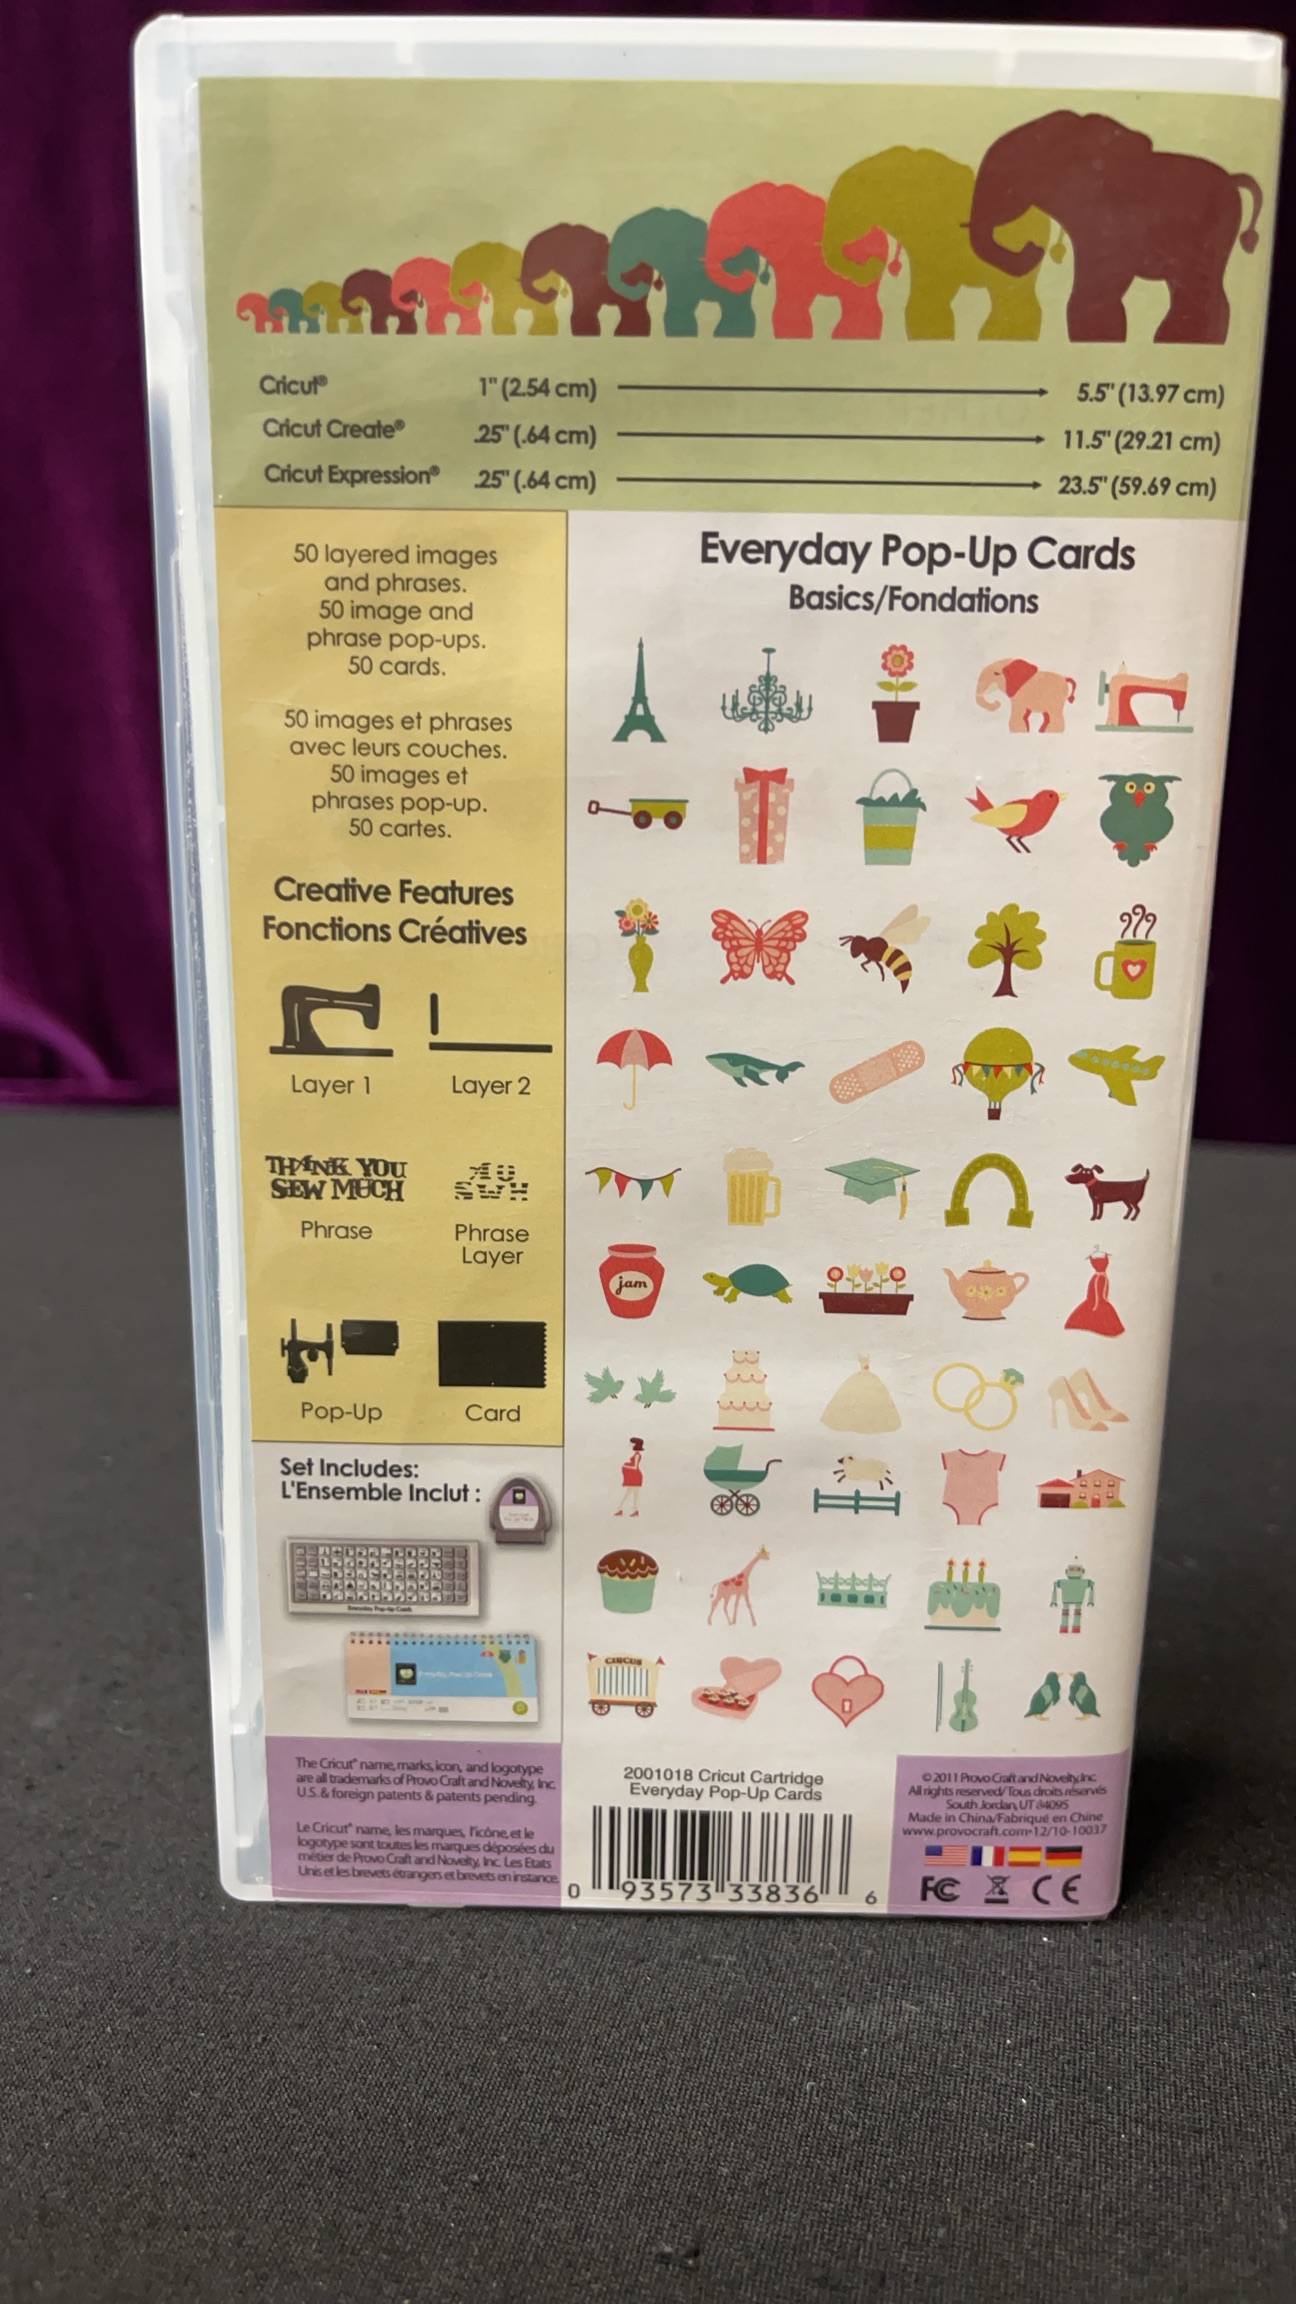 Cricut® 1" (2.54 cm) 5.5" (13.97 cm)
Cricut Create® .25" (.64 cm) 11.5" (29.21 cm)
Cricut Expression® .25" (.64 cm) 23.5" (59.69 cm)
50 layered images
and phrases.
50 image and
phrase pop-ups.
50 cards.
50 images et phrases
avec leurs couches.
50 images et
phrases pop-up.
50 cartes.
Creative Features
Fonctions Créatives
Layer 1 Layer 2
THANK YOU
SEW MUCH
Phrase
Phrase
Layer
Pop-Up Card
Set Includes:
L'Ensemble Inclut :
Everyday Pop-Up Cards
Everyday Pop-Up Cards
Basics/Fondations
jam
CIRCUS
The Cricut® name, marks, icon, and logotype
are all trademarks of Provo Craft and Novelty, Inc.
U.S. & foreign patents & patents pending.
Le Cricut® name, les marques, l'icône, et le
logotype sont toutes les marques déposées du
métier de Provo Craft and Novelty, Inc. Les Etats
Unis et les brevets étrangers et brevets en instance.
2001018 Cricut Cartridge
Everyday Pop-Up Cards
0 93573 33836 6
© 2011 Provo Craft and Novelty, Inc.
All rights reserved/Tous droits réservés
South Jordan, UT 84095
Made in China/Fabriqué en Chine
www.provocraft.com•12/10-10037
FC CE